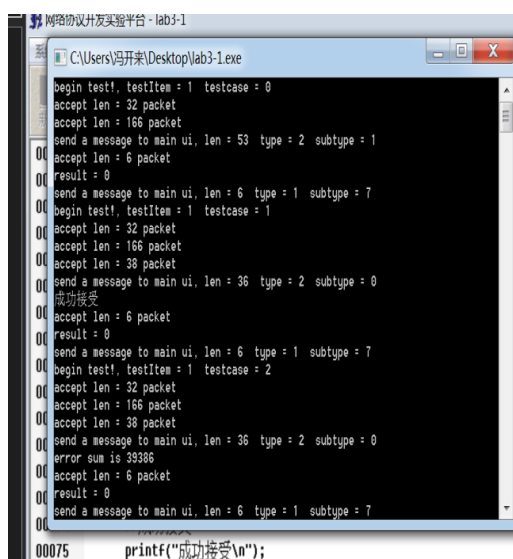 网络协议开发实验平台 - lab3-1
C:\Users\冯开来\Desktop\lab3-1.exe
begin test!, testItem = 1  testcase = 0
accept len = 32 packet
accept len = 166 packet
send a message to main ui, len = 53  type = 2  subtype = 1
accept len = 6 packet
result = 0
send a message to main ui, len = 6  type = 1  subtype = 7
begin test!, testItem = 1  testcase = 1
accept len = 32 packet
accept len = 166 packet
accept len = 38 packet
send a message to main ui, len = 36  type = 2  subtype = 0
成功接受
accept len = 6 packet
result = 0
send a message to main ui, len = 6  type = 1  subtype = 7
begin test!, testItem = 1  testcase = 2
accept len = 32 packet
accept len = 166 packet
accept len = 38 packet
send a message to main ui, len = 36  type = 2  subtype = 0
error sum is 39386
accept len = 6 packet
result = 0
send a message to main ui, len = 6  type = 1  subtype = 7
00075 printf("成功接受\n");